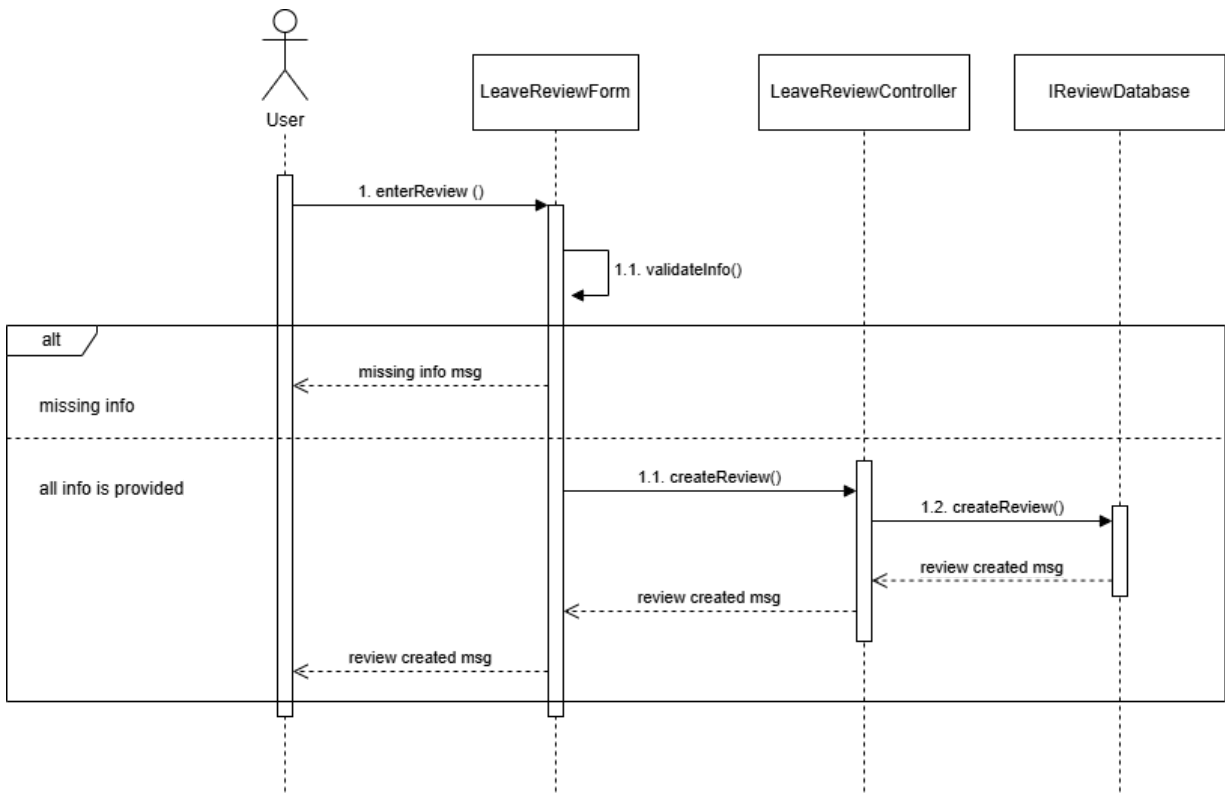 User
LeaveReviewForm
LeaveReviewController
IReviewDatabase
1. enterReview ()
1.1. validateInfo()
alt
missing info msg
missing info
all info is provided
1.1. createReview()
1.2. createReview()
review created msg
review created msg
review created msg